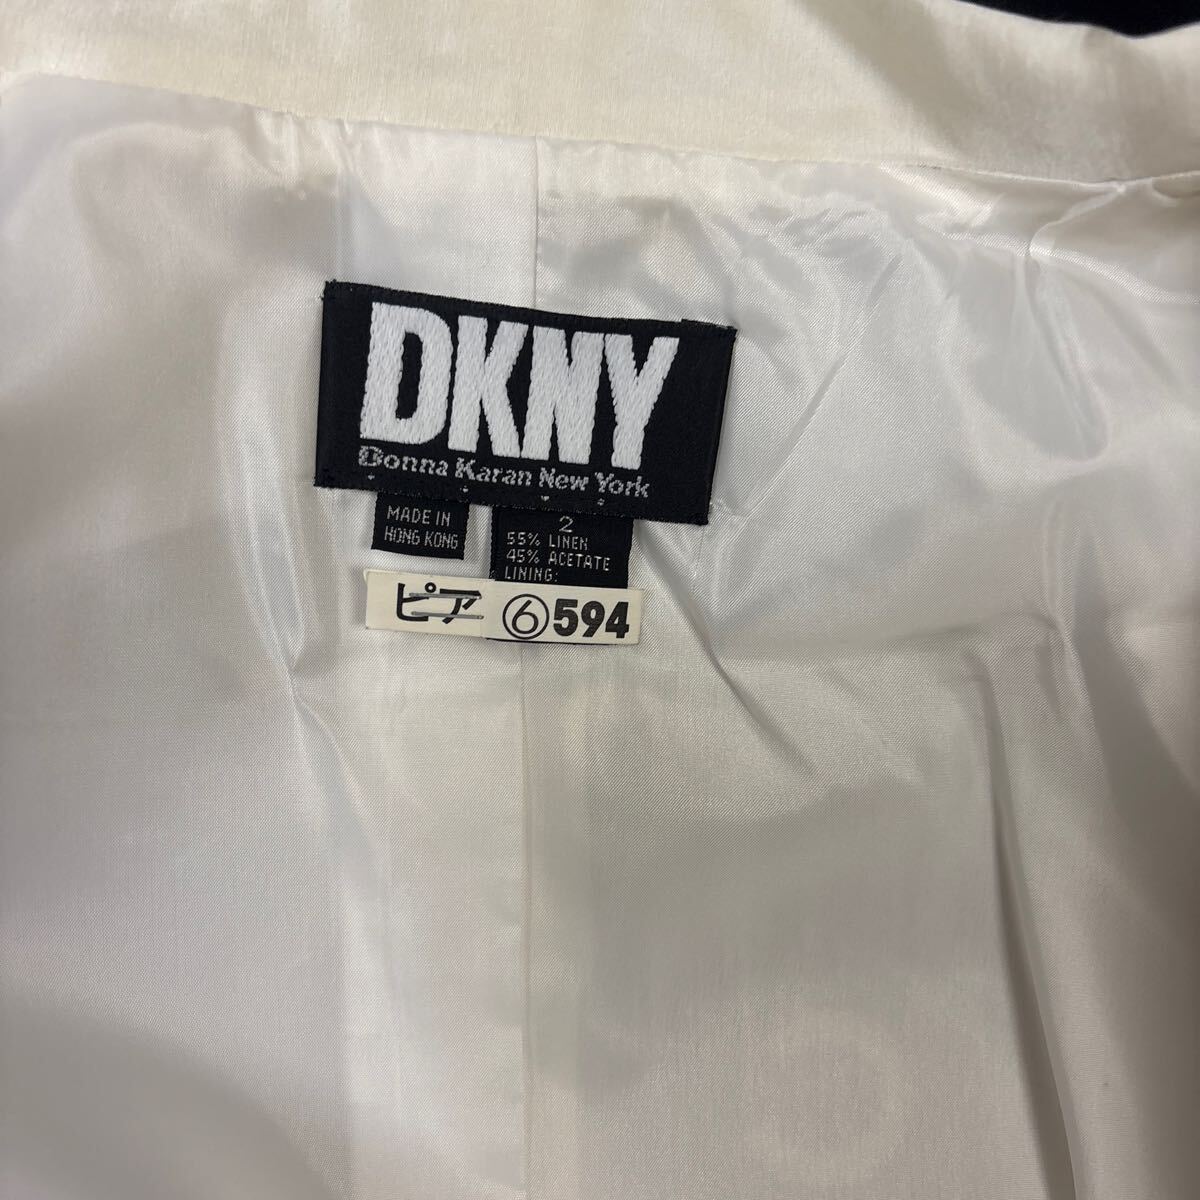 DKNY
Donna Karan New York
MADE IN
HONG KONG
2
55% LINEN
45% ACETATE
LINING:
ピア ⑥594